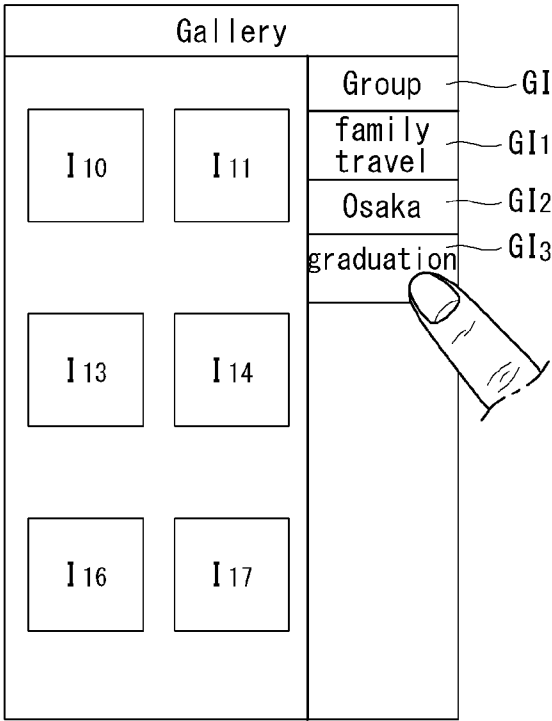 Gallery
Group
GI
family
travel
GI1
Osaka
GI2
graduation
GI3
I10
I11
I13
I14
I16
I17